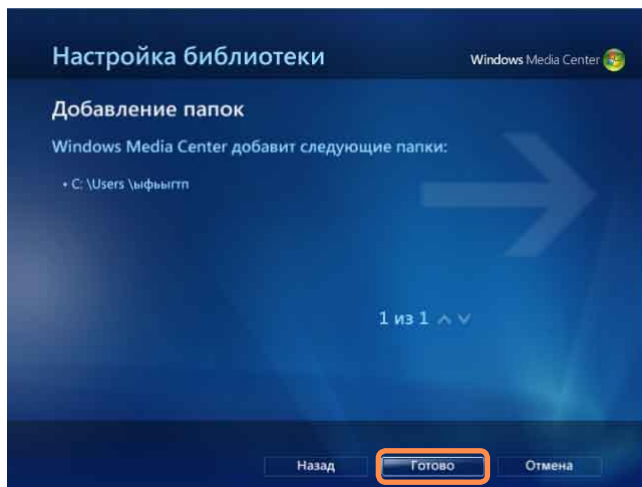 Настройка библиотеки
Windows Media Center
Добавление папок
Windows Media Center добавит следующие папки:
• C: \Users \ыфьыгтп
1 из 1
Назад Готово Отмена